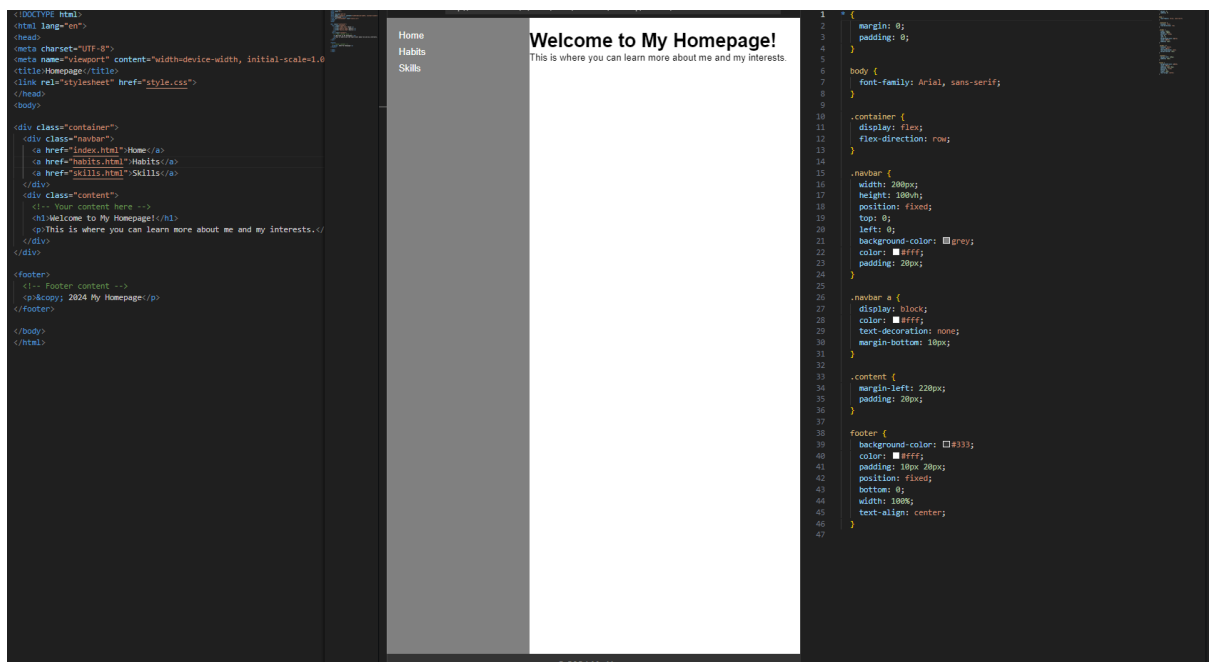 <!DOCTYPE html>
<html lang="en">
<head>
<meta charset="UTF-8">
<meta name="viewport" content="width=device-width, initial-scale=1.0
<title>Homepage</title>
<link rel="stylesheet" href="style.css">
</head>
<body>
<div class="container">
<div class="navbar">
<a href="index.html">Home</a>
<a href="habits.html">Habits</a>
<a href="skills.html">Skills</a>
</div>
<div class="content">
<!-- Your content here -->
<h1>Welcome to My Homepage!</h1>
<p>This is where you can learn more about me and my interests.</
</div>
</div>
<footer>
<!-- Footer content -->
<p>&copy; 2024 My Homepage</p>
</footer>
</body>
</html>
Home
Habits
Skills
Welcome to My Homepage!
This is where you can learn more about me and my interests.
1 * {
2 margin: 0;
3 padding: 0;
4 }
5
6 body {
7 font-family: Arial, sans-serif;
8 }
9
10 .container {
11 display: flex;
12 flex-direction: row;
13 }
14
15 .navbar {
16 width: 200px;
17 height: 100vh;
18 position: fixed;
19 top: 0;
20 left: 0;
21 background-color: grey;
22 color: #fff;
23 padding: 20px;
24 }
25
26 .navbar a {
27 display: block;
28 color: #fff;
29 text-decoration: none;
30 margin-bottom: 10px;
31 }
32
33 .content {
34 margin-left: 220px;
35 padding: 20px;
36 }
37
38 footer {
39 background-color: #333;
40 color: #fff;
41 padding: 10px 20px;
42 position: fixed;
43 bottom: 0;
44 width: 100%;
45 text-align: center;
46 }
47